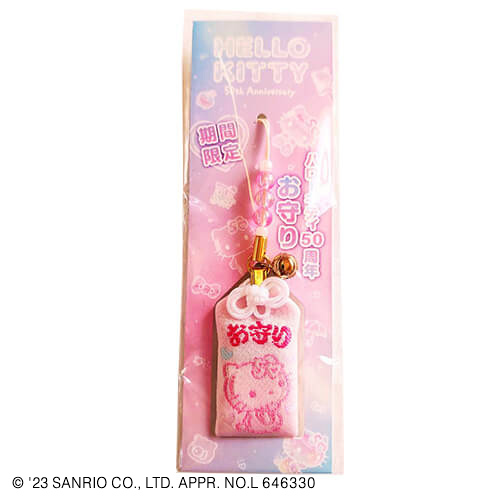 HELLO
KITTY
50th Anniversary
期間
限定
ハローキティ50周年
お守り
お守り
© '23 SANRIO CO., LTD. APPR. NO.L 646330